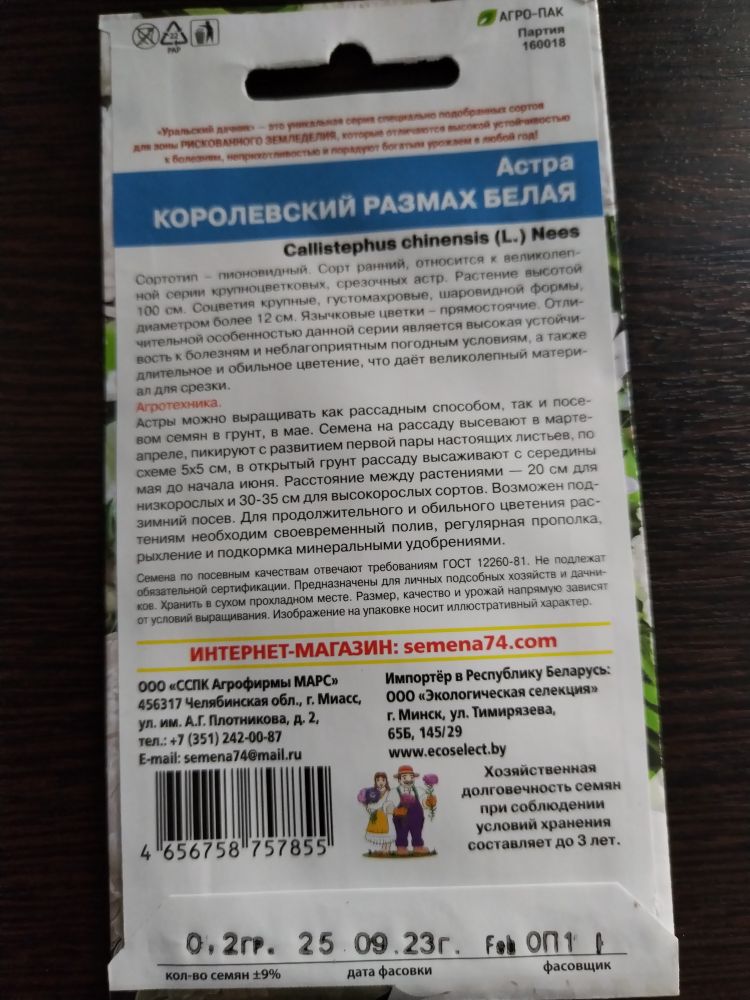 22
PAP
АГРО-ПАК
Партия
160018
«Уральский дачник» – это уникальная серия специально подобранных сортов
для зоны РИСКОВАННОГО ЗЕМЛЕДЕЛИЯ, которые отличаются высокой устойчивостью
к болезням, неприхотливостью и порадуют богатым урожаем в любой год!
Астра
КОРОЛЕВСКИЙ РАЗМАХ БЕЛАЯ
Callistephus chinensis (L.) Nees
Сортотип – пионовидный. Сорт ранний, относится к великолеп-
ной серии крупноцветковых, срезочных астр. Растение высотой
100 см. Соцветия крупные, густомахровые, шаровидной формы,
диаметром более 12 см. Язычковые цветки – прямостоячие. Отли-
чительной особенностью данной серии является высокая устойчи-
вость к болезням и неблагоприятным погодным условиям, а также
длительное и обильное цветение, что даёт великолепный матери-
ал для срезки.
Агротехника.
Астры можно выращивать как рассадным способом, так и посе-
вом семян в грунт, в мае. Семена на рассаду высевают в марте-
апреле, пикируют с развитием первой пары настоящих листьев, по
схеме 5х5 см, в открытый грунт рассаду высаживают с середины
мая до начала июня. Расстояние между растениями — 20 см для
низкорослых и 30-35 см для высокорослых сортов. Возможен под-
зимний посев. Для продолжительного и обильного цветения рас-
тениям необходим своевременный полив, регулярная прополка,
рыхление и подкормка минеральными удобрениями.
Семена по посевным качествам отвечают требованиям ГОСТ 12260-81. Не подлежат
обязательной сертификации. Предназначены для личных подсобных хозяйств и дачни-
ков. Хранить в сухом прохладном месте. Размер, качество и урожай напрямую зависят
от условий выращивания. Изображение на упаковке носит иллюстративный характер.
ИНТЕРНЕТ-МАГАЗИН: semena74.com
ООО «ССПК Агрофирмы МАРС»
456317 Челябинская обл., г. Миасс,
ул. им. А.Г. Плотникова, д. 2,
тел.: +7 (351) 242-00-87
E-mail: semena74@mail.ru
Импортёр в Республику Беларусь:
ООО «Экологическая селекция»
г. Минск, ул. Тимирязева,
65Б, 145/29
www.ecoselect.by
4 656758 757855
Хозяйственная
долговечность семян
при соблюдении
условий хранения
составляет до 3 лет.
0,2гр. 25 09.23г. ОП1
кол-во семян ±9% дата фасовки фасовщик